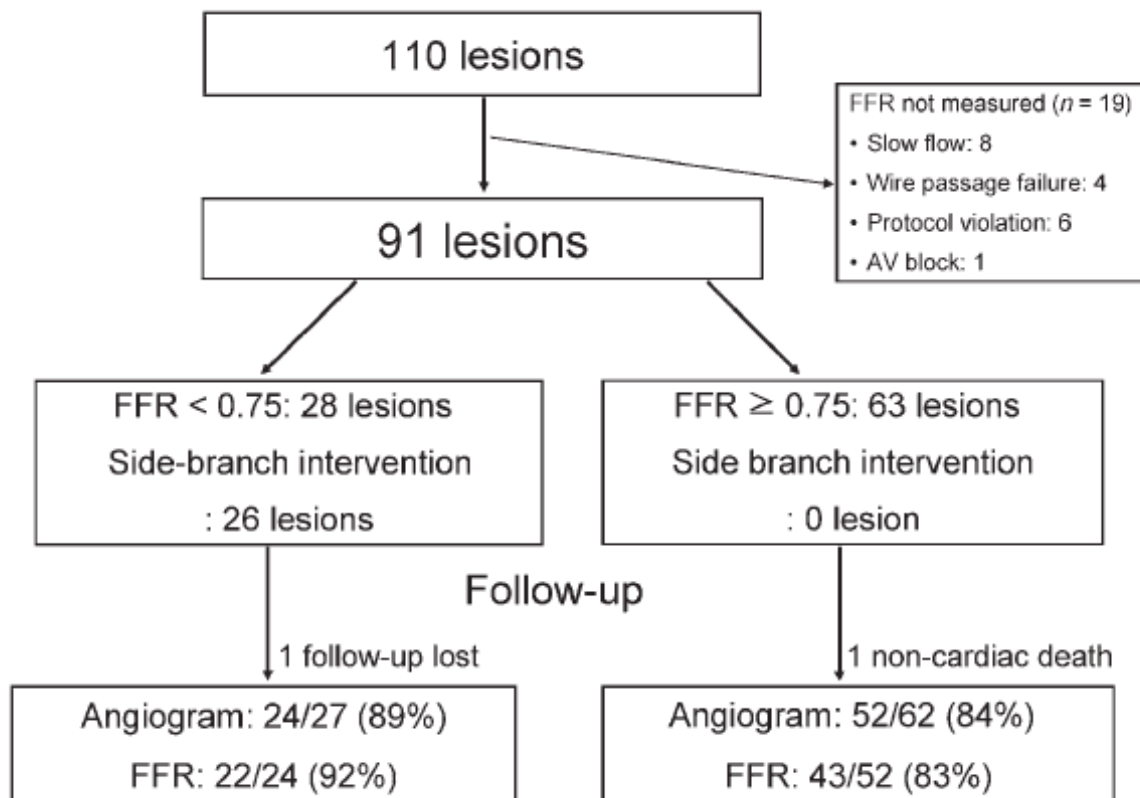 110 lesions
FFR not measured (n = 19)
• Slow flow: 8
• Wire passage failure: 4
• Protocol violation: 6
• AV block: 1
91 lesions
FFR < 0.75: 28 lesions
Side-branch intervention
: 26 lesions
FFR ≥ 0.75: 63 lesions
Side branch intervention
: 0 lesion
Follow-up
1 follow-up lost
1 non-cardiac death
Angiogram: 24/27 (89%)
FFR: 22/24 (92%)
Angiogram: 52/62 (84%)
FFR: 43/52 (83%)